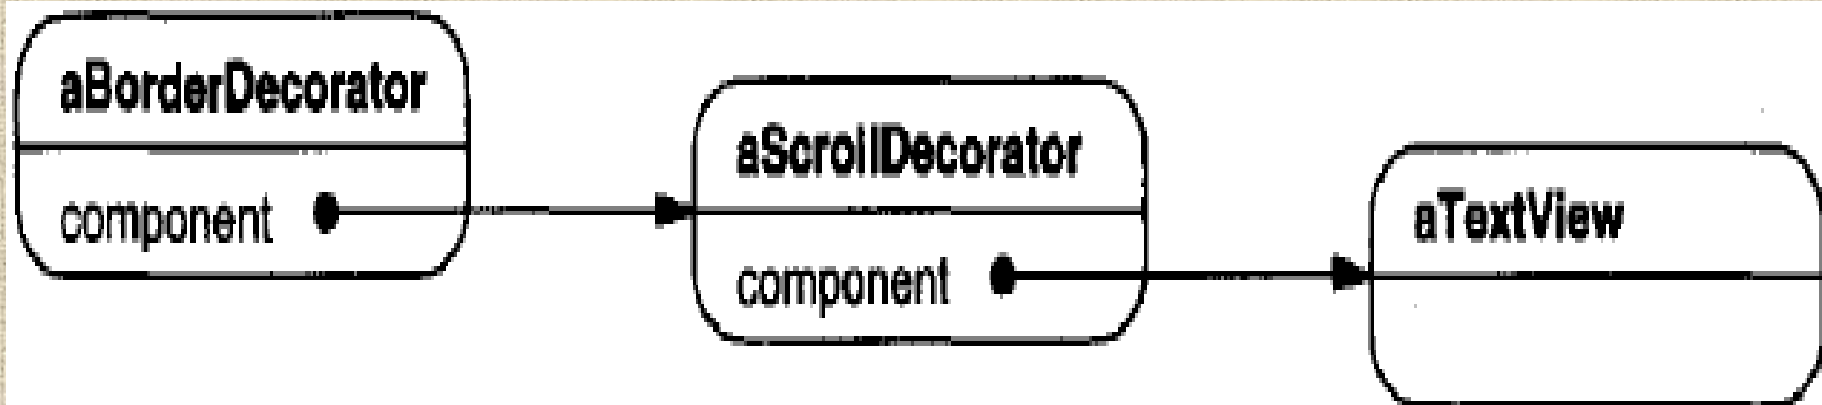 aBorderDecorator
component
aScrollDecorator
component
aTextView